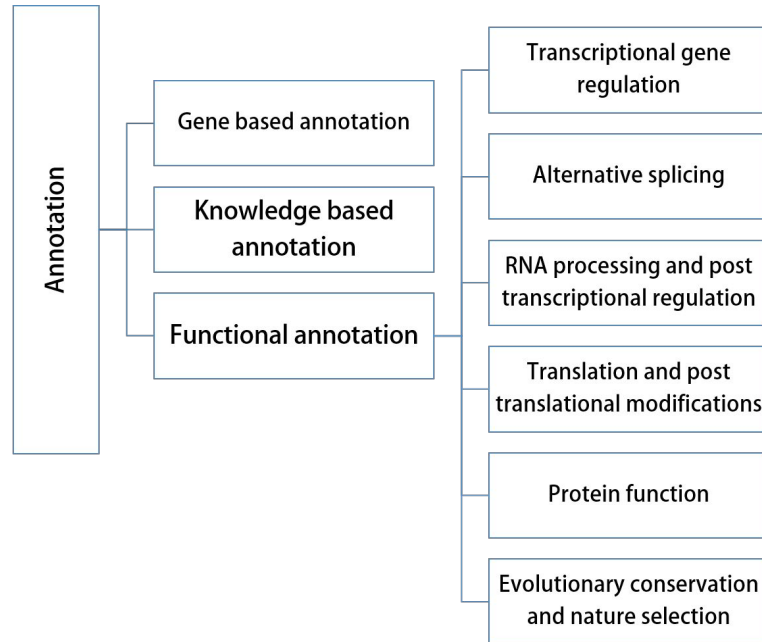 Annotation
Gene based annotation
Knowledge based
annotation
Functional annotation
Transcriptional gene
regulation
Alternative splicing
RNA processing and post
transcriptional regulation
Translation and post
translational modifications
Protein function
Evolutionary conservation
and nature selection